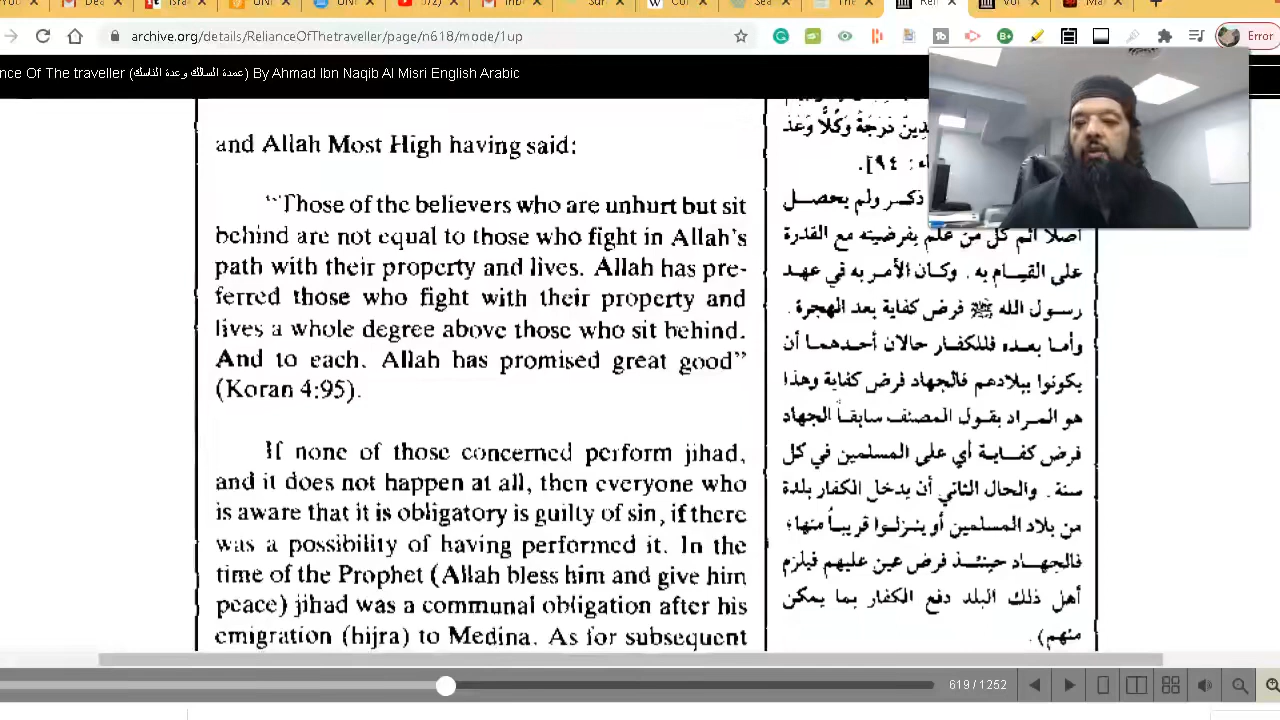 archive.org/details/RelianceOfThetraveller/page/n618/mode/1up
Error
nce Of The traveller (عمدة السالك وعدة الناسك) By Ahmad Ibn Naqib Al Misri English Arabic
and Allah Most High having said:
"Those of the believers who are unhurt but sit
behind are not equal to those who fight in Allah's
path with their property and lives. Allah has pre-
ferred those who fight with their property and
lives a whole degree above those who sit behind.
And to each, Allah has promised great good"
(Koran 4:95).
If none of those concerned perform jihad,
and it does not happen at all, then everyone who
is aware that it is obligatory is guilty of sin, if there
was a possibility of having performed it. In the
time of the Prophet (Allah bless him and give him
peace) jihad was a communal obligation after his
emigration (hijra) to Medina. As for subsequent
دَرَجَةً وَكُلًّا وَعَدَ
٩٤].
ذكر ولم يحصل
أصلا أثم كل من علم بفرضيته مع القدرة
على القيام به. وكان الأمر به في عهد
رسول الله ﷺ فرض كفاية بعد الهجرة.
وأما بعده فللكفار حالان أحدهما أن
يكونوا ببلادهم فالجهاد فرض كفاية وهذا
هو المراد بقول المصنف سابقاً الجهاد
فرض كفاية أي على المسلمين في كل
سنة. والحال الثاني أن يدخل الكفار بلدة
من بلاد المسلمين أو ينزلوا قريباً منها؛
فالجهاد حينئذ فرض عين عليهم فيلزم
أهل ذلك البلد دفع الكفار بما يمكن
منهم).
619 / 1252